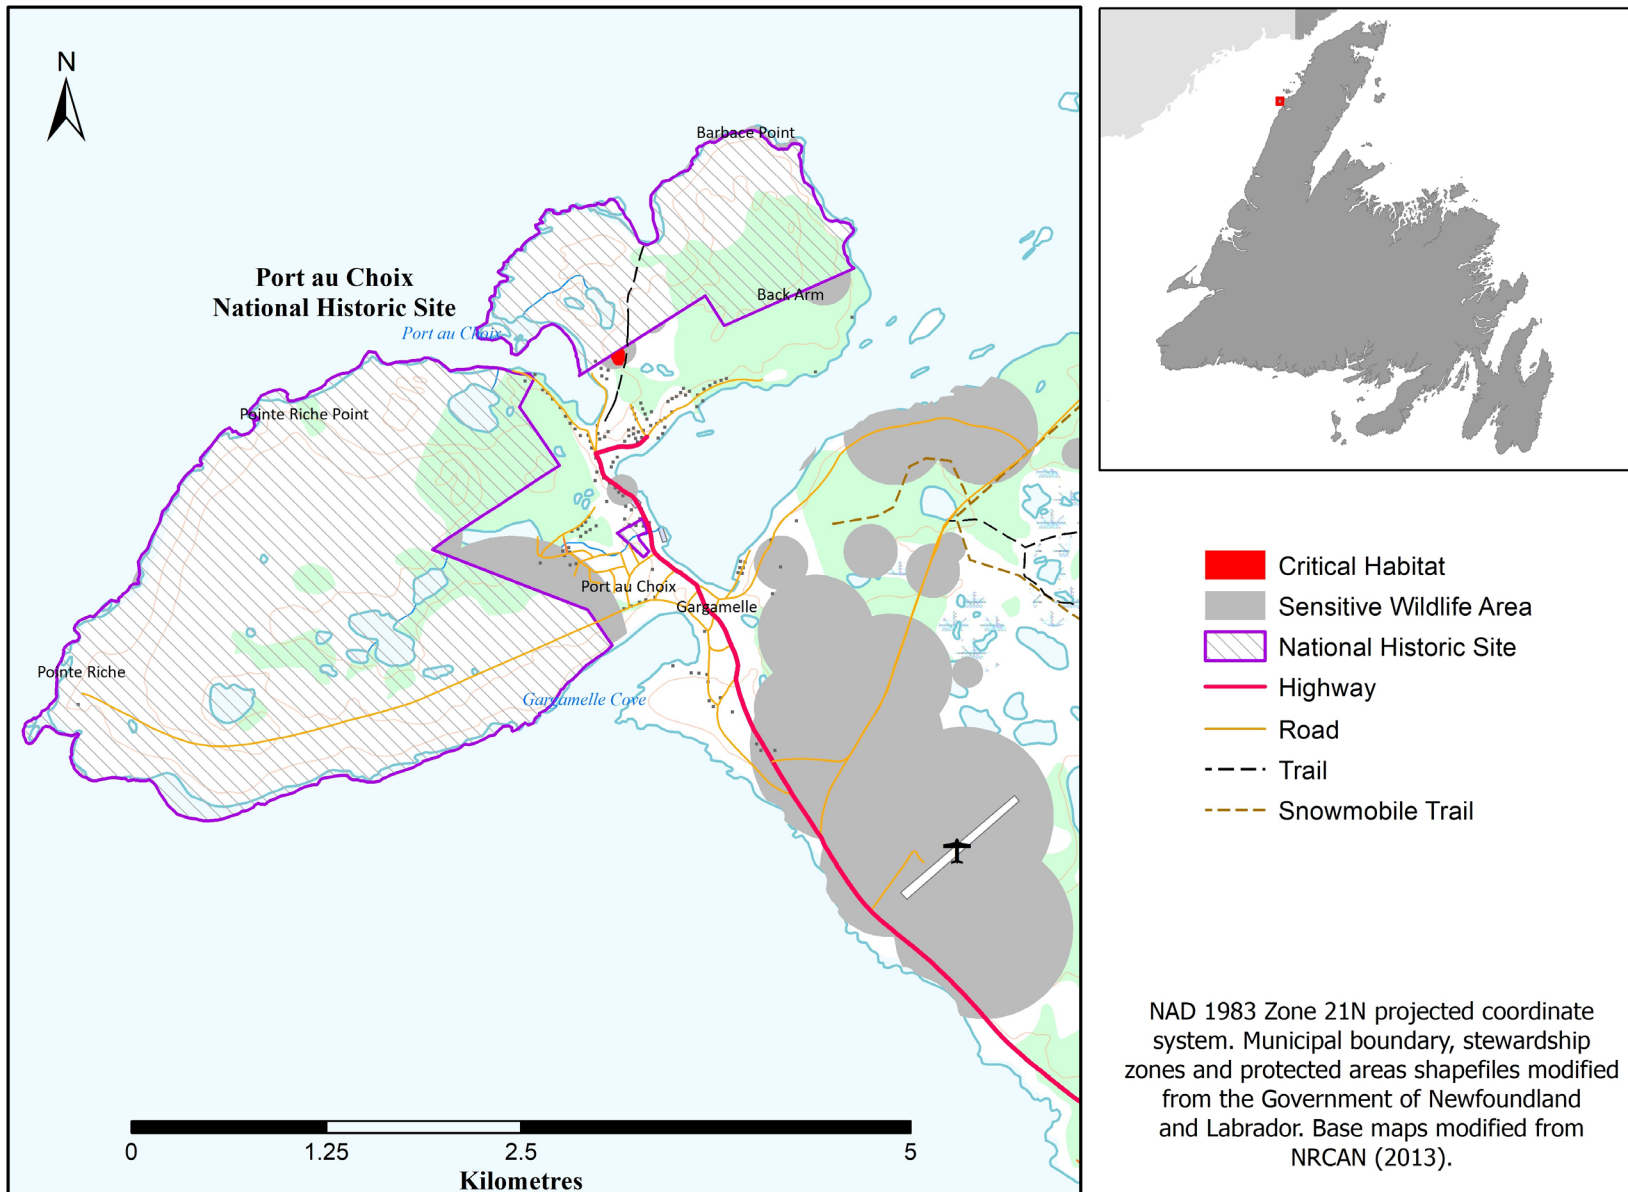 N
Barbace Point
Port au Choix
National Historic Site
Back Arm
Port au Choix
Pointe Riche Point
Port au Choix
Gargamelle
Pointe Riche
Gargamelle Cove
0
1.25
2.5
5
Kilometres
Critical Habitat
Sensitive Wildlife Area
National Historic Site
Highway
Road
Trail
Snowmobile Trail
NAD 1983 Zone 21N projected coordinate
system. Municipal boundary, stewardship
zones and protected areas shapefiles modified
from the Government of Newfoundland
and Labrador. Base maps modified from
NRCAN (2013).